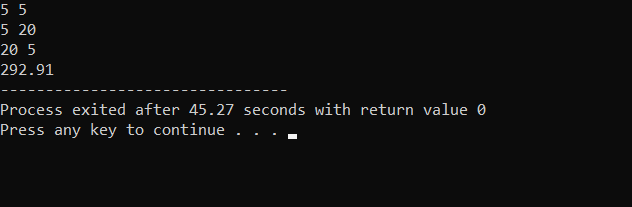 5 5
5 20
20 5
292.91
--------------------------------
Process exited after 45.27 seconds with return value 0
Press any key to continue . . .